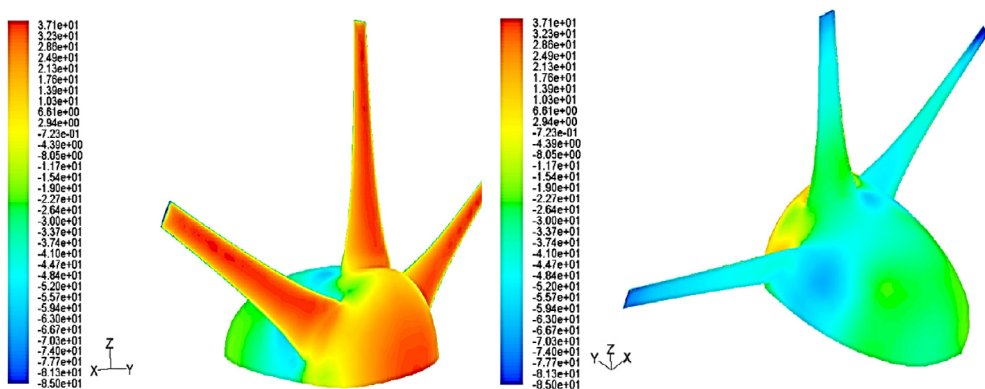 3.71e+01
3.23e+01
2.86e+01
2.49e+01
2.13e+01
1.76e+01
1.39e+01
1.03e+01
6.61e+00
2.94e+00
-7.23e-01
-4.39e+00
-8.05e+00
-1.17e+01
-1.54e+01
-1.90e+01
-2.27e+01
-2.64e+01
-3.00e+01
-3.37e+01
-3.74e+01
-4.10e+01
-4.47e+01
-4.84e+01
-5.20e+01
-5.57e+01
-5.94e+01
-6.30e+01
-6.67e+01
-7.03e+01
-7.40e+01
-7.77e+01
-8.13e+01
-8.50e+01
Z
X Y
3.71e+01
3.23e+01
2.86e+01
2.49e+01
2.13e+01
1.76e+01
1.39e+01
1.03e+01
6.61e+00
2.94e+00
-7.23e-01
-4.39e+00
-8.05e+00
-1.17e+01
-1.54e+01
-1.90e+01
-2.27e+01
-2.64e+01
-3.00e+01
-3.37e+01
-3.74e+01
-4.10e+01
-4.47e+01
-4.84e+01
-5.20e+01
-5.57e+01
-5.94e+01
-6.30e+01
-6.67e+01
-7.03e+01
-7.40e+01
-7.77e+01
-8.13e+01
-8.50e+01
Z
Y X